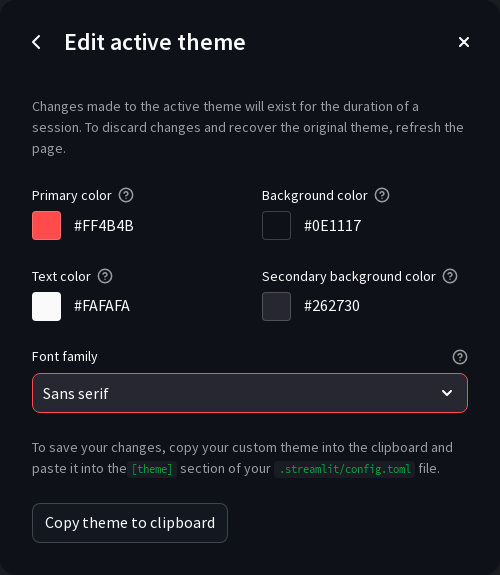 Edit active theme
Changes made to the active theme will exist for the duration of a
session. To discard changes and recover the original theme, refresh the
page.
Primary color
Background color
#FF4B4B
#0E1117
Text color
Secondary background color
#FAFAFA
#262730
Font family
Sans serif
To save your changes, copy your custom theme into the clipboard and
paste it into the [theme] section of your .streamlit/config.toml file.
Copy theme to clipboard